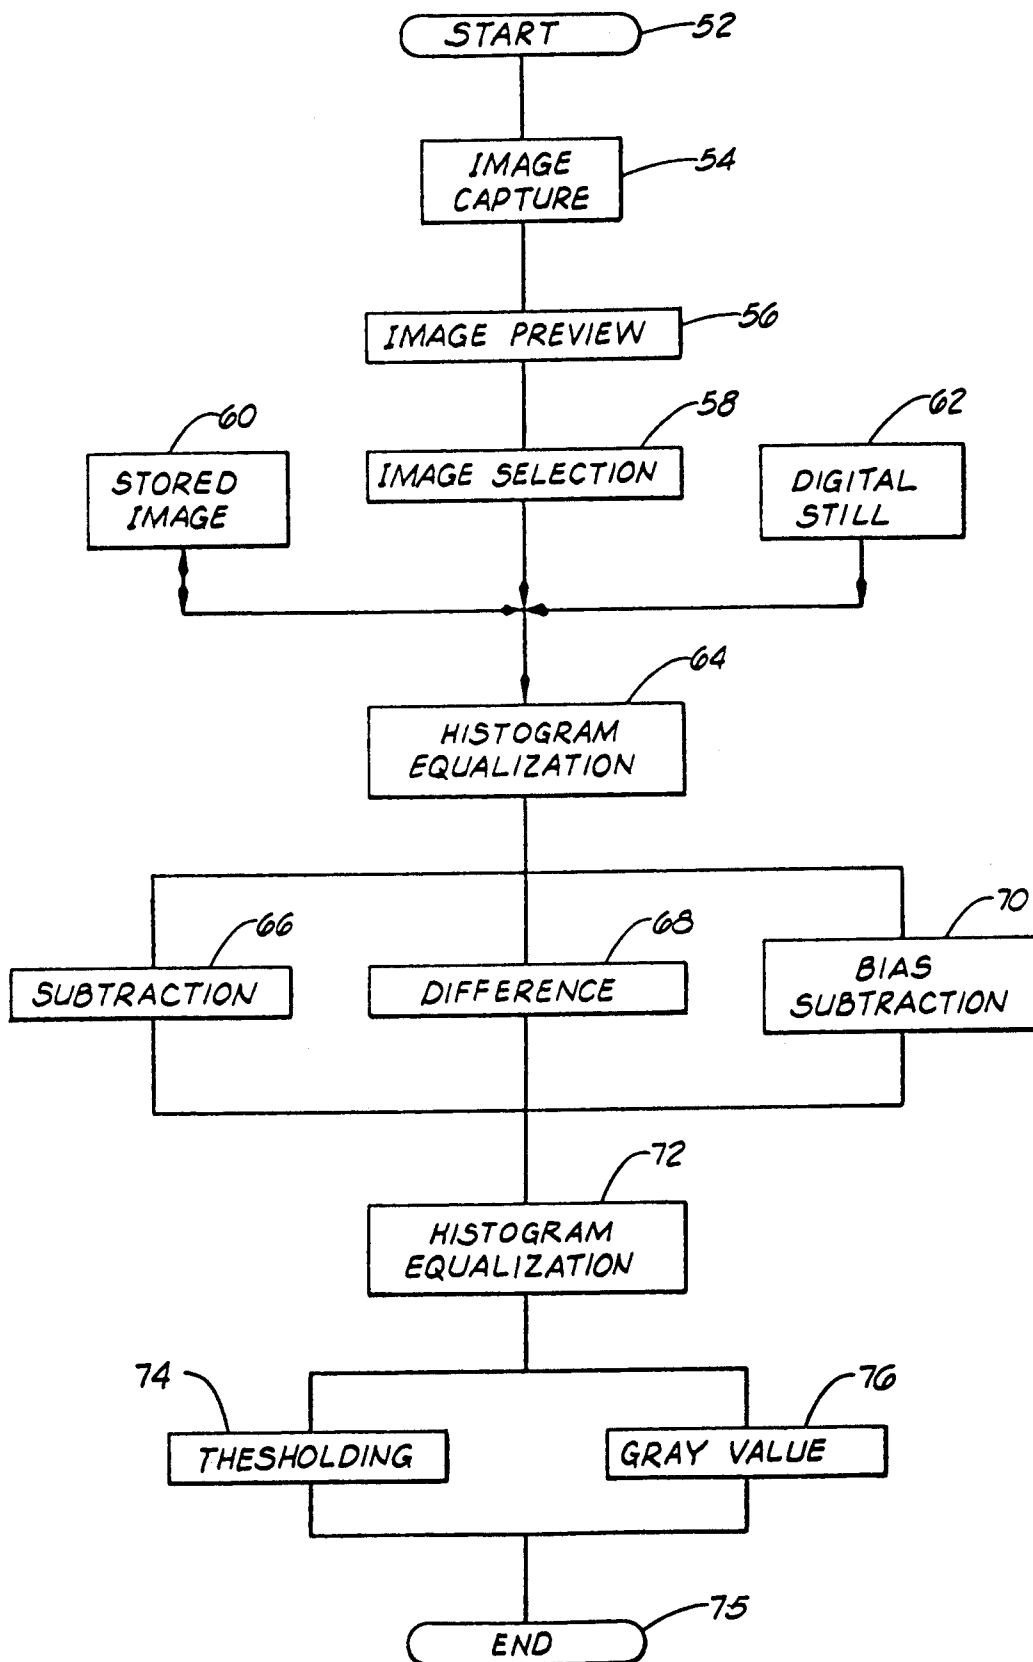 START
52
IMAGE
CAPTURE
54
IMAGE PREVIEW
56
60
STORED
IMAGE
58
IMAGE SELECTION
62
DIGITAL
STILL
64
HISTOGRAM
EQUALIZATION
66
SUBTRACTION
68
DIFFERENCE
70
BIAS
SUBTRACTION
72
HISTOGRAM
EQUALIZATION
74
THESHOLDING
76
GRAY VALUE
75
END